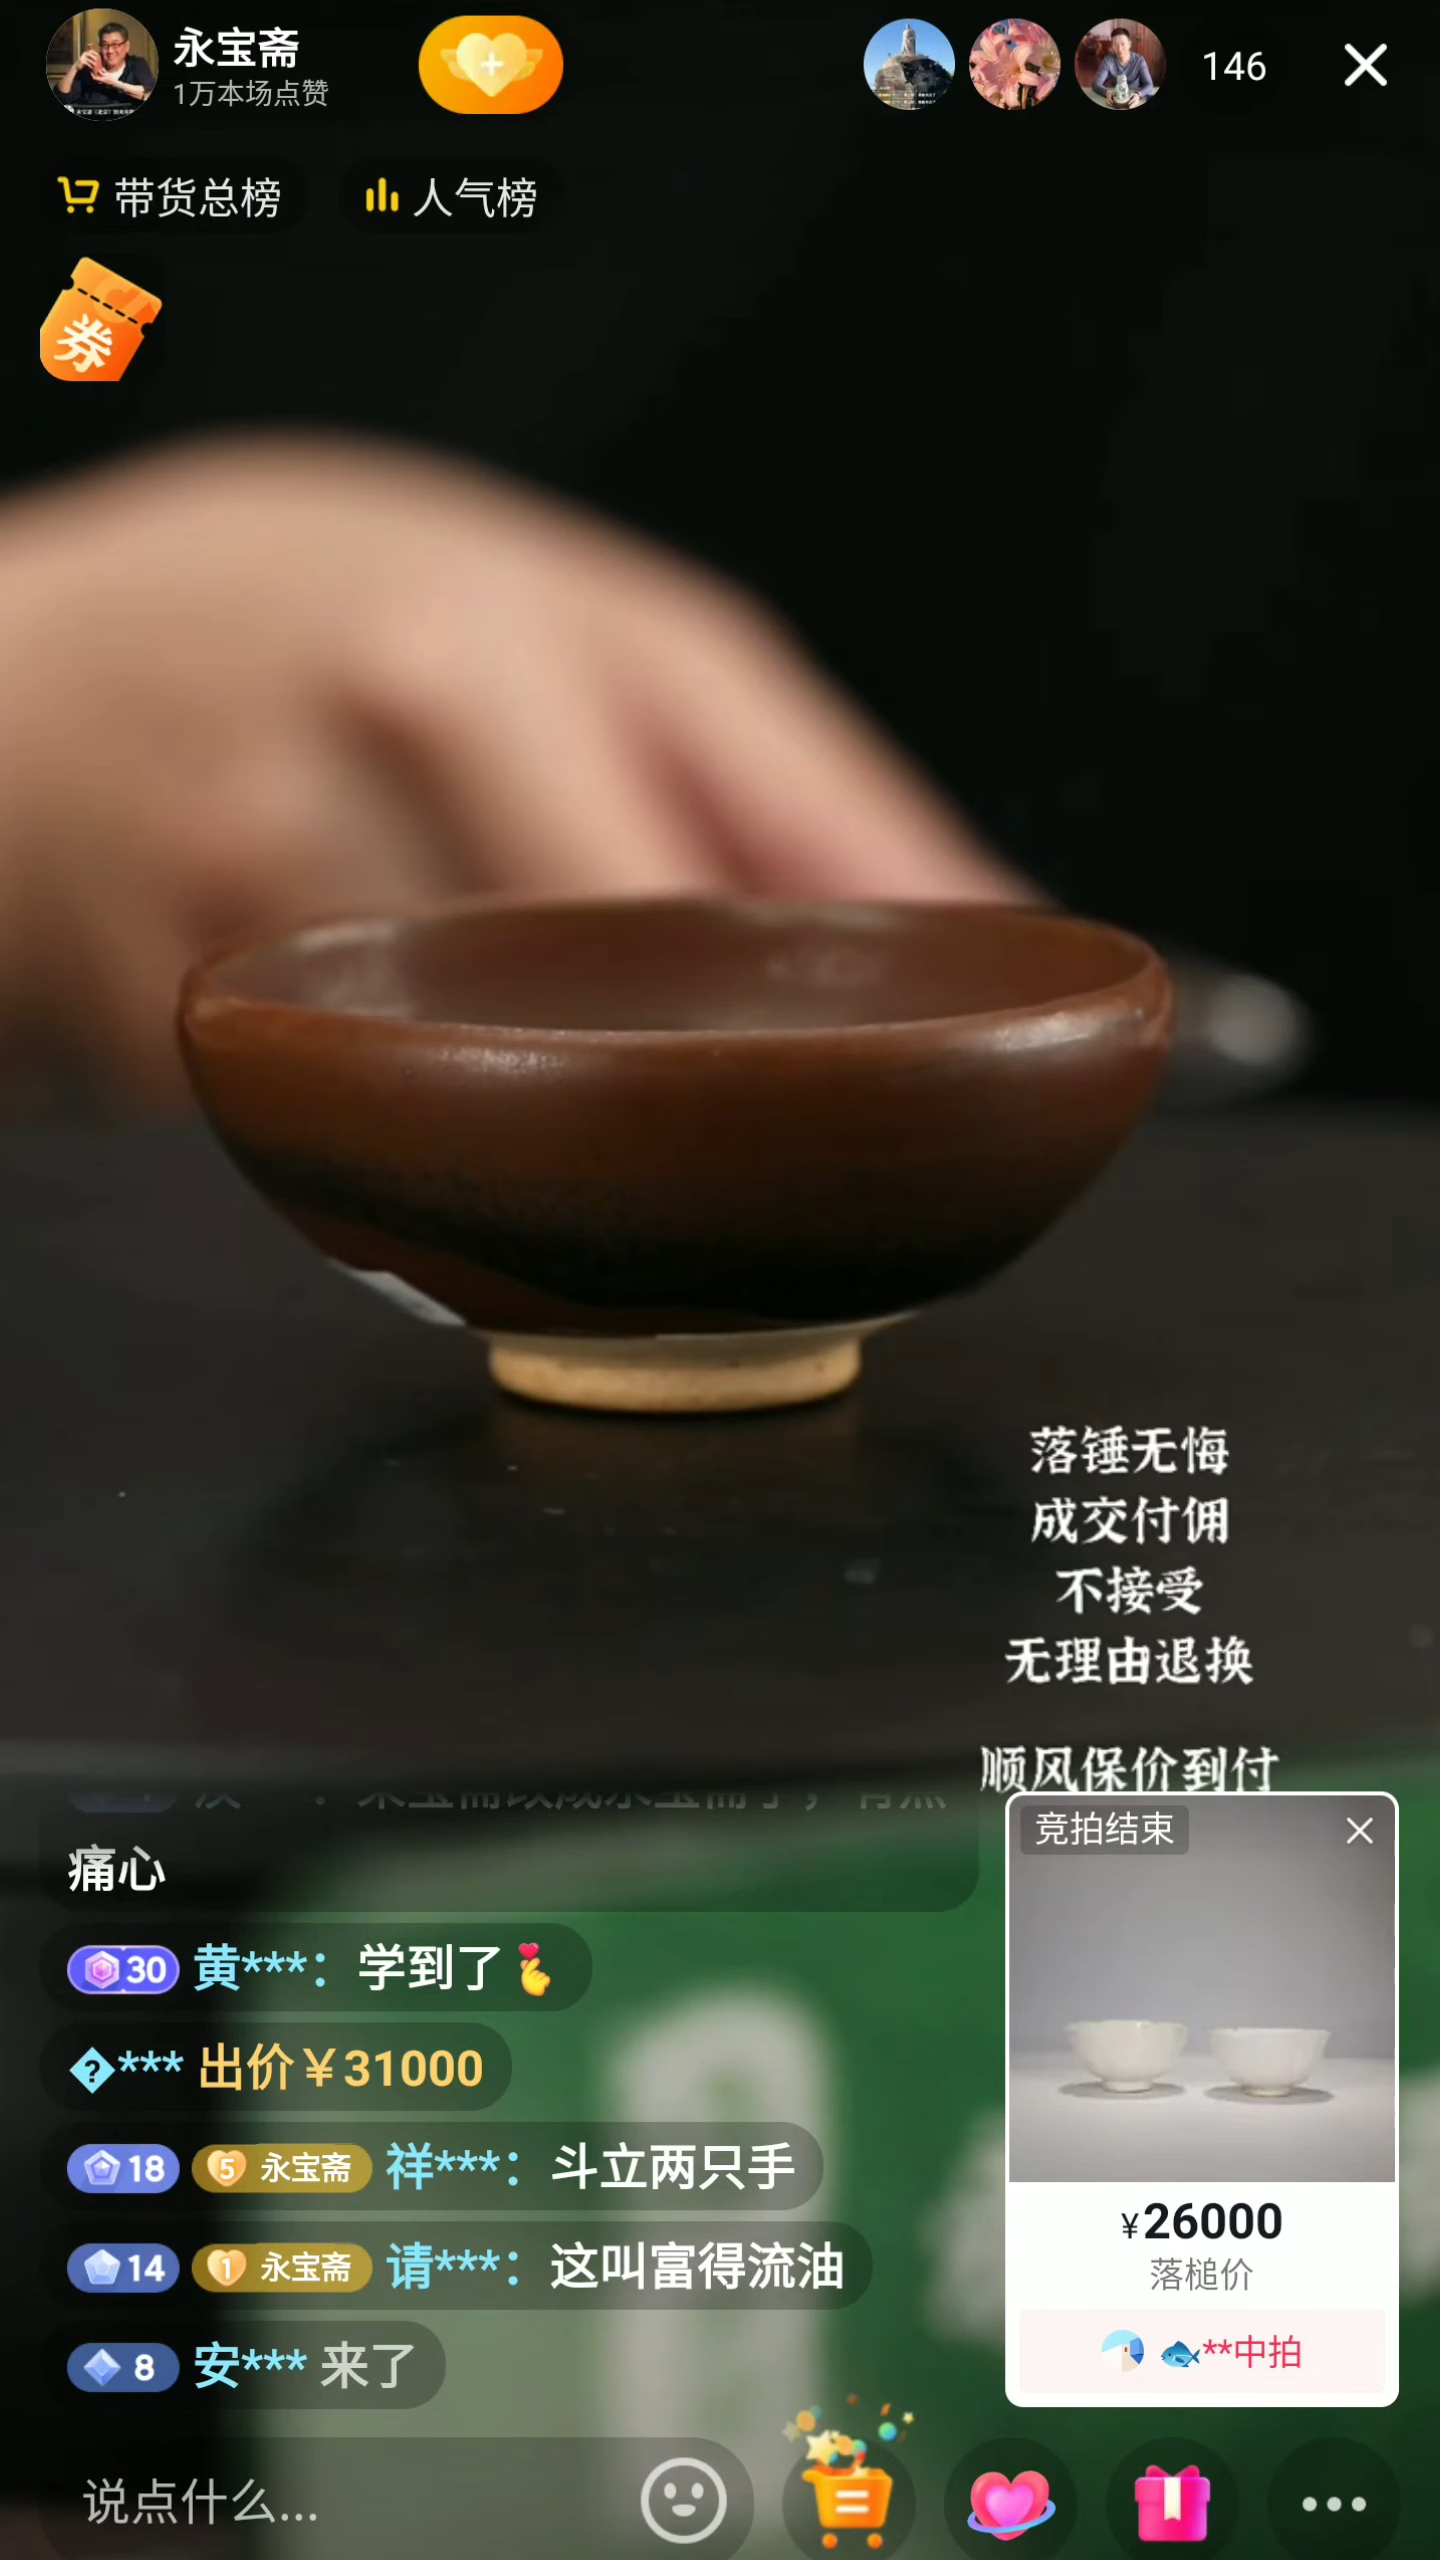 永宝斋
1万本场点赞
146
带货总榜
人气榜
券
落锤无悔
成交付佣
不接受
无理由退换
顺风保价到付
痛心
30 黄***：学到了
?*** 出价￥31000
18 5 永宝斋 祥***：斗立两只手
14 1 永宝斋 请***：这叫富得流油
8 安*** 来了
竞拍结束
￥26000
落槌价
**中拍
说点什么...